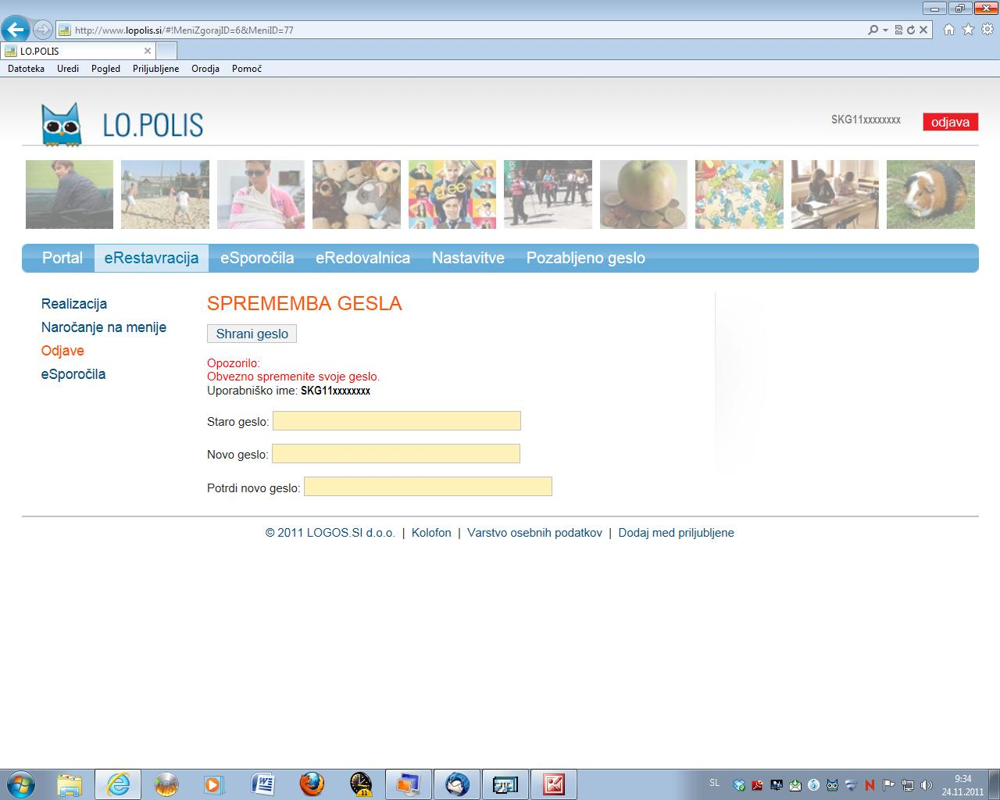 http://www.lopolis.si/#!MeniZgorajID=6&MeniID=77
LO.POLIS
Datoteka Uredi Pogled Priljubljene Orodja Pomoč
LO.POLIS
SKG11xxxxxxxx
odjava
glee
Portal eRestavracija eSporočila eRedovalnica Nastavitve Pozabljeno geslo
Realizacija
Naročanje na menije
Odjave
eSporočila
SPREMEMBA GESLA
Shrani geslo
Opozorilo:
Obvezno spremenite svoje geslo.
Uporabniško ime: SKG11xxxxxxxx
Staro geslo:
Novo geslo:
Potrdi novo geslo:
© 2011 LOGOS.SI d.o.o. | Kolofon | Varstvo osebnih podatkov | Dodaj med priljubljene
11
SL
9:34
24.11.2011